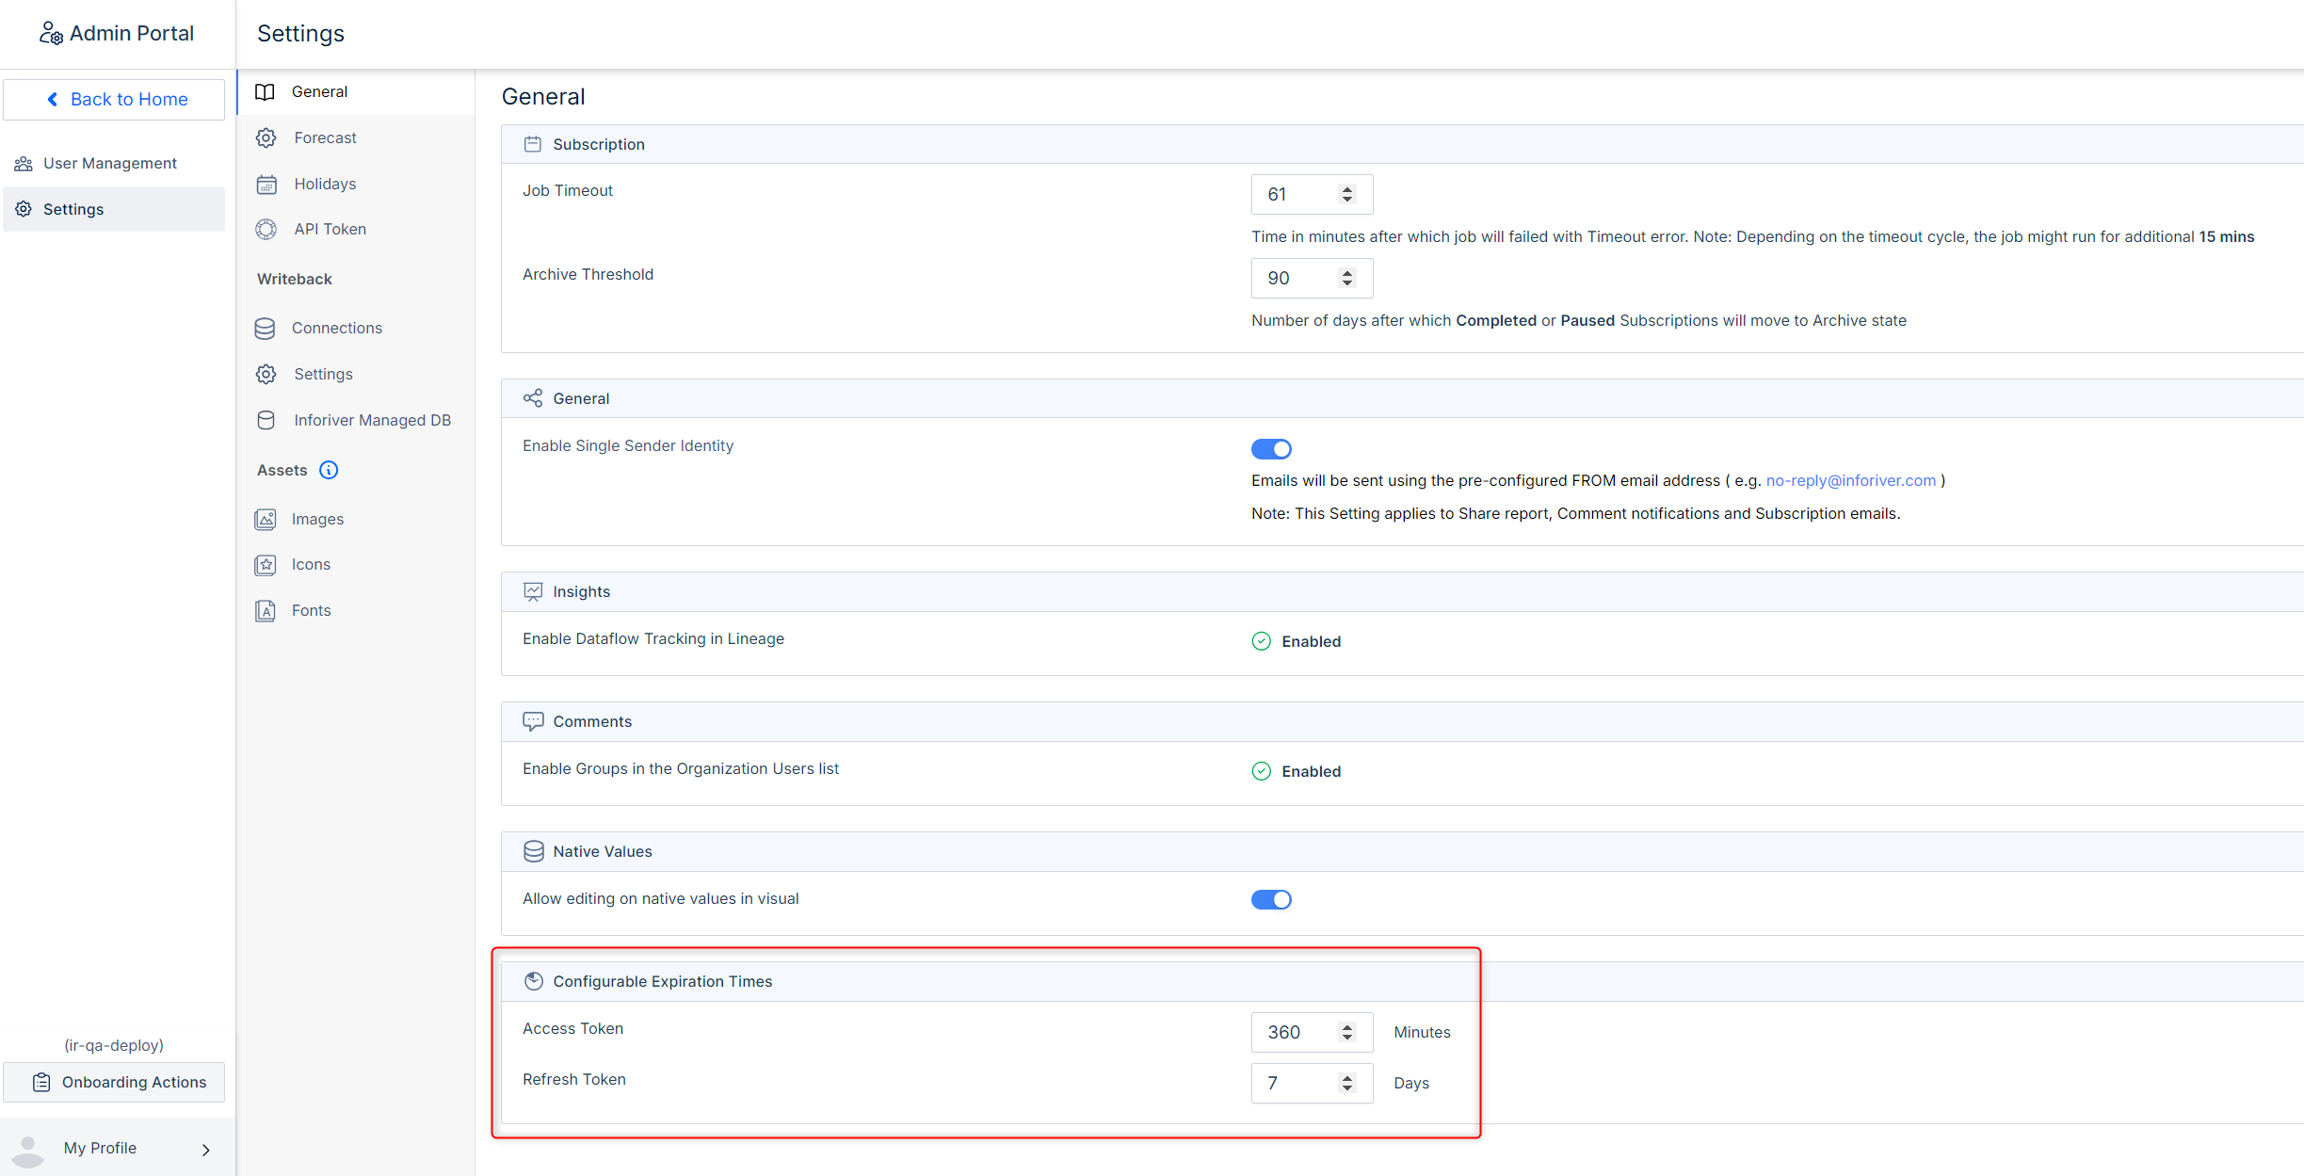 Admin Portal
Settings
Back to Home
User Management
Settings
(ir-qa-deploy)
Onboarding Actions
My Profile
General
Forecast
Holidays
API Token
Writeback
Connections
Settings
Inforiver Managed DB
Assets
Images
Icons
Fonts
General
Subscription
Job Timeout
61
Time in minutes after which job will failed with Timeout error. Note: Depending on the timeout cycle, the job might run for additional 15 mins
Archive Threshold
90
Number of days after which Completed or Paused Subscriptions will move to Archive state
General
Enable Single Sender Identity
Emails will be sent using the pre-configured FROM email address ( e.g. no-reply@inforiver.com )
Note: This Setting applies to Share report, Comment notifications and Subscription emails.
Insights
Enable Dataflow Tracking in Lineage
Enabled
Comments
Enable Groups in the Organization Users list
Enabled
Native Values
Allow editing on native values in visual
Configurable Expiration Times
Access Token
360
Minutes
Refresh Token
7
Days